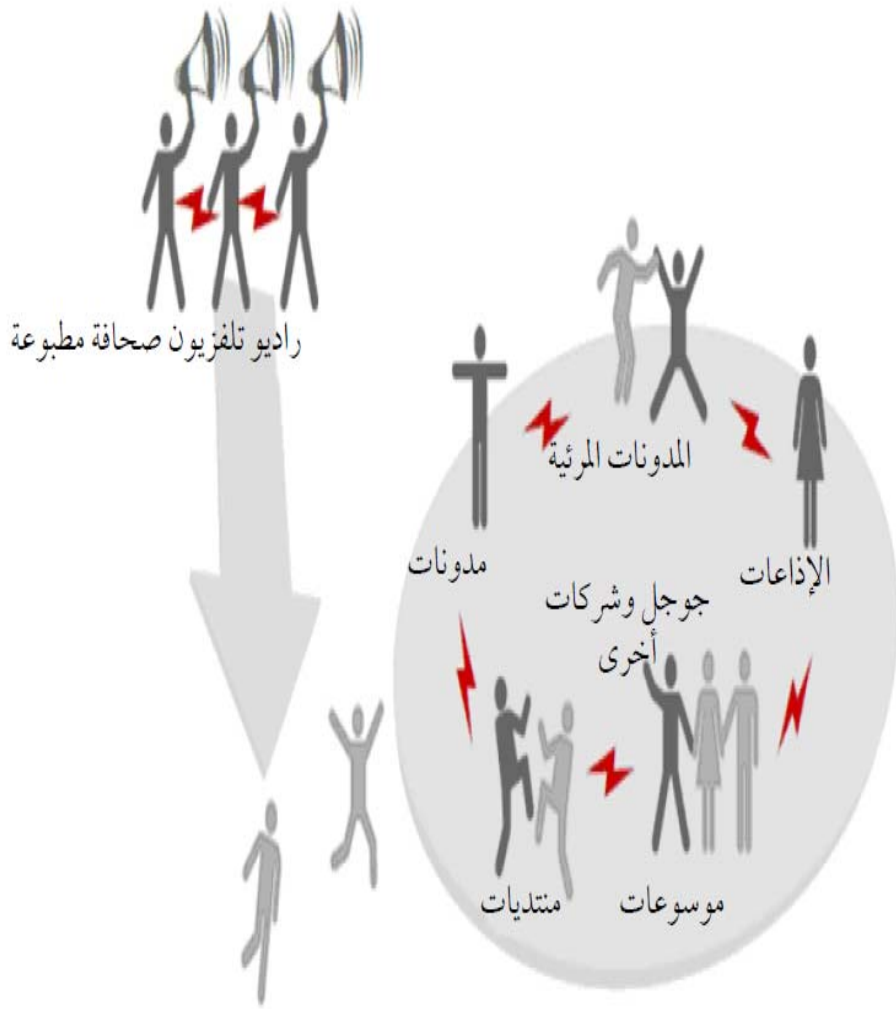 راديو تلفزيون صحافة مطبوعة
المدونات المرئية
الإذاعات
مدونات
جوجل وشركات
أخرى
موسوعات
منتديات